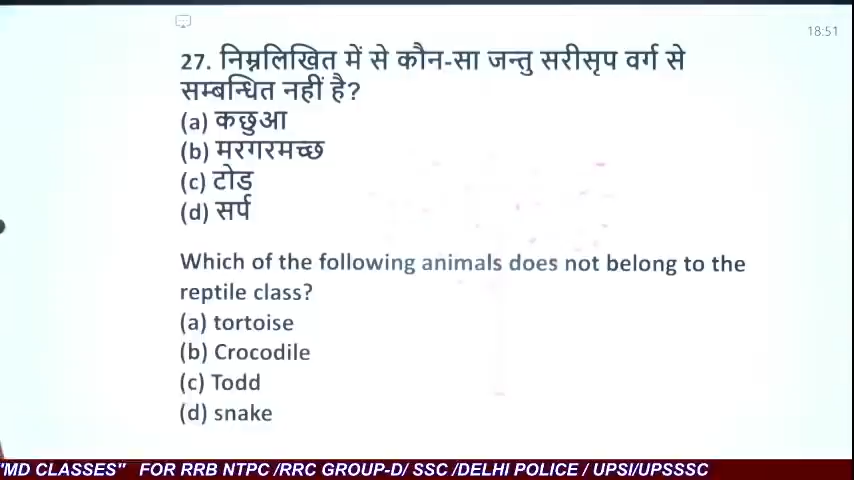 18:51
27. निम्नलिखित में से कौन-सा जन्तु सरीसृप वर्ग से
सम्बन्धित नहीं है?
(a) कछुआ
(b) मरगरमच्छ
(c) टोड
(d) सर्प
Which of the following animals does not belong to the
reptile class?
(a) tortoise
(b) Crocodile
(c) Todd
(d) snake
"MD CLASSES" FOR RRB NTPC /RRC GROUP-D/ SSC /DELHI POLICE / UPSI/UPSSSC